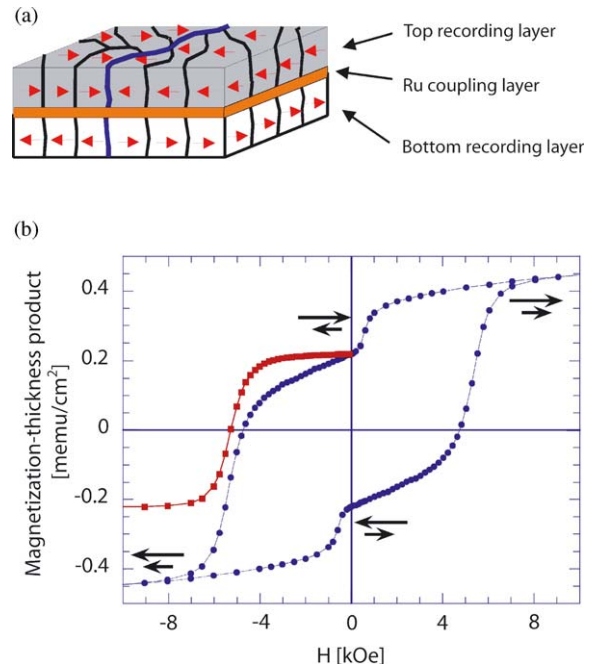 (a)
Top recording layer
Ru coupling layer
Bottom recording layer
(b)
Magnetization-thickness product
[memu/cm²]
0.4
0.2
0
-0.2
-0.4
-8
-4
0
4
8
H [kOe]